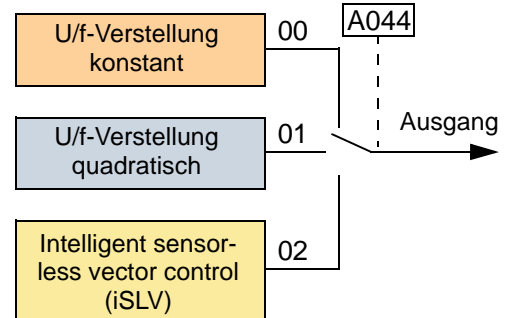 U/f-Verstellung
konstant
00
A044
U/f-Verstellung
quadratisch
01
Ausgang
Intelligent sensor-
less vector control
(iSLV)
02